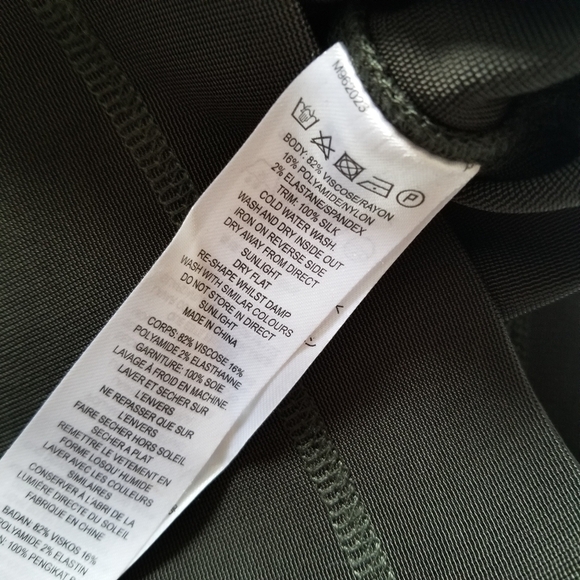 M962023
P
BODY: 82% VISCOSE/RAYON
16% POLYAMIDE/NYLON
2% ELASTANE/SPANDEX
TRIM: 100% SILK
COLD WATER WASH.
WASH AND DRY INSIDE OUT
IRON ON REVERSE SIDE
DRY AWAY FROM DIRECT
SUNLIGHT
DRY FLAT
RE-SHAPE WHILST DAMP
WASH WITH SIMILAR COLOURS
DO NOT STORE IN DIRECT
SUNLIGHT
MADE IN CHINA
CORPS: 82% VISCOSE 16%
POLYAMIDE 2% ELASTHANNE
GARNITURE: 100% SOIE
LAVAGE À FROID EN MACHINE.
LAVER ET SECHER SUR
L'ENVERS
NE REPASSER QUE SUR
L'ENVERS
FAIRE SECHER HORS SOLEIL
SECHER A PLAT
REMETTRE LE VETEMENT EN
FORME LOSQU' HUMIDE
LAVER AVEC LES COULEURS
SIMILAIRES
CONSERVER À L'ABRI DE LA
LUMIÈRE DIRECTE DU SOLEIL
FABRIQUE EN CHINE
BADAN: 82% VISKOS 16%
POLYAMIDE 2% ELASTIN
100% PENGIKAT